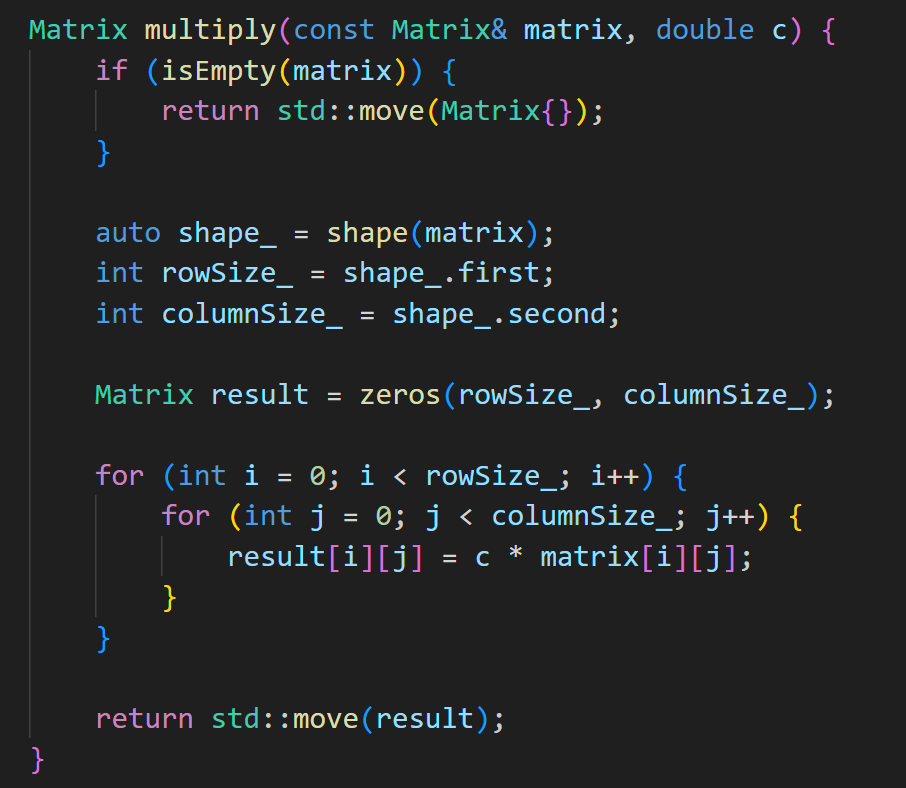 Matrix multiply(const Matrix& matrix, double c) {
    if (isEmpty(matrix)) {
        return std::move(Matrix{});
    }

    auto shape_ = shape(matrix);
    int rowSize_ = shape_.first;
    int columnSize_ = shape_.second;

    Matrix result = zeros(rowSize_, columnSize_);

    for (int i = 0; i < rowSize_; i++) {
        for (int j = 0; j < columnSize_; j++) {
            result[i][j] = c * matrix[i][j];
        }
    }

    return std::move(result);
}